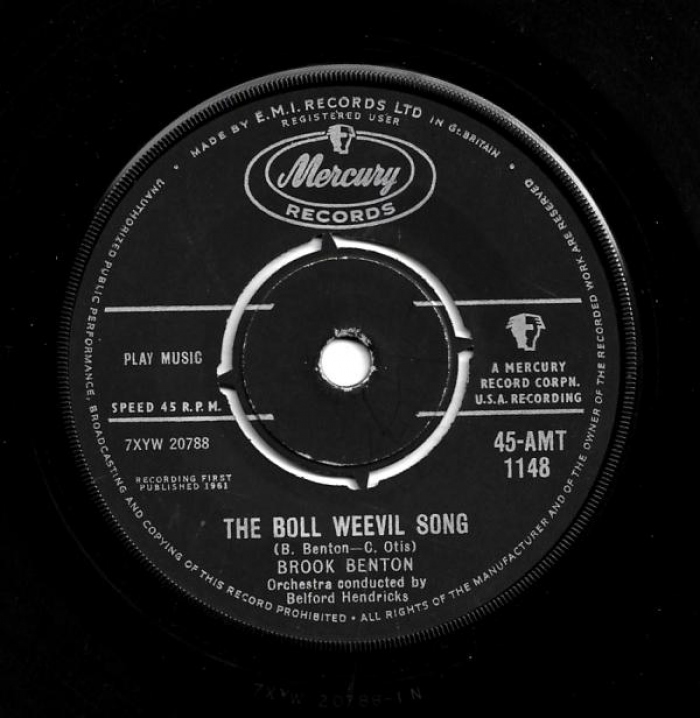 MADE BY E.M.I. RECORDS LTD IN GT. BRITAIN
REGISTERED USER
Mercury
RECORDS
PLAY MUSIC
SPEED 45 R.P.M.
7XYW 20788
RECORDING FIRST
PUBLISHED 1961
A MERCURY
RECORD CORPN.
U.S.A. RECORDING
45-AMT
1148
THE BOLL WEEVIL SONG
(B. Benton—C. Otis)
BROOK BENTON
Orchestra conducted by
Belford Hendricks
UNAUTHORIZED PUBLIC PERFORMANCE, BROADCASTING AND COPYING OF THIS RECORD PROHIBITED • ALL RIGHTS OF THE MANUFACTURER AND OF THE OWNER OF THE RECORDED WORK ARE RESERVED
7XYW 20788-1N